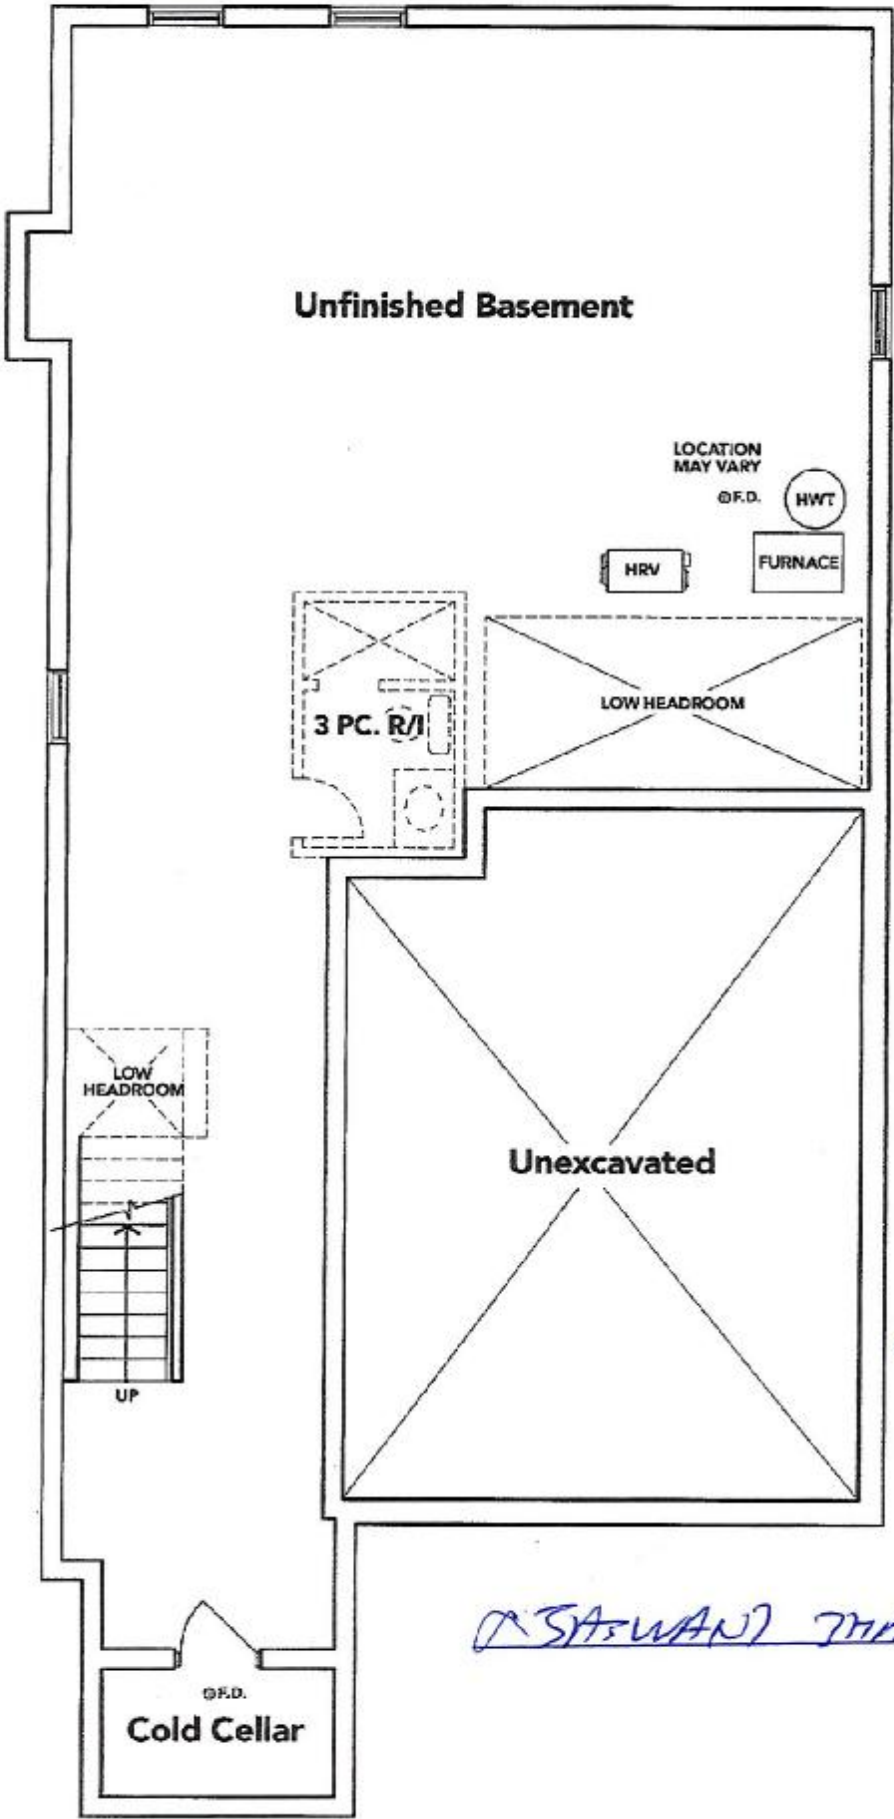 Unfinished Basement
LOCATION
MAY VARY
F.D.
HWT
HRV
FURNACE
3 PC. R/I
LOW HEADROOM
LOW
HEADROOM
Unexcavated
UP
F.D.
Cold Cellar